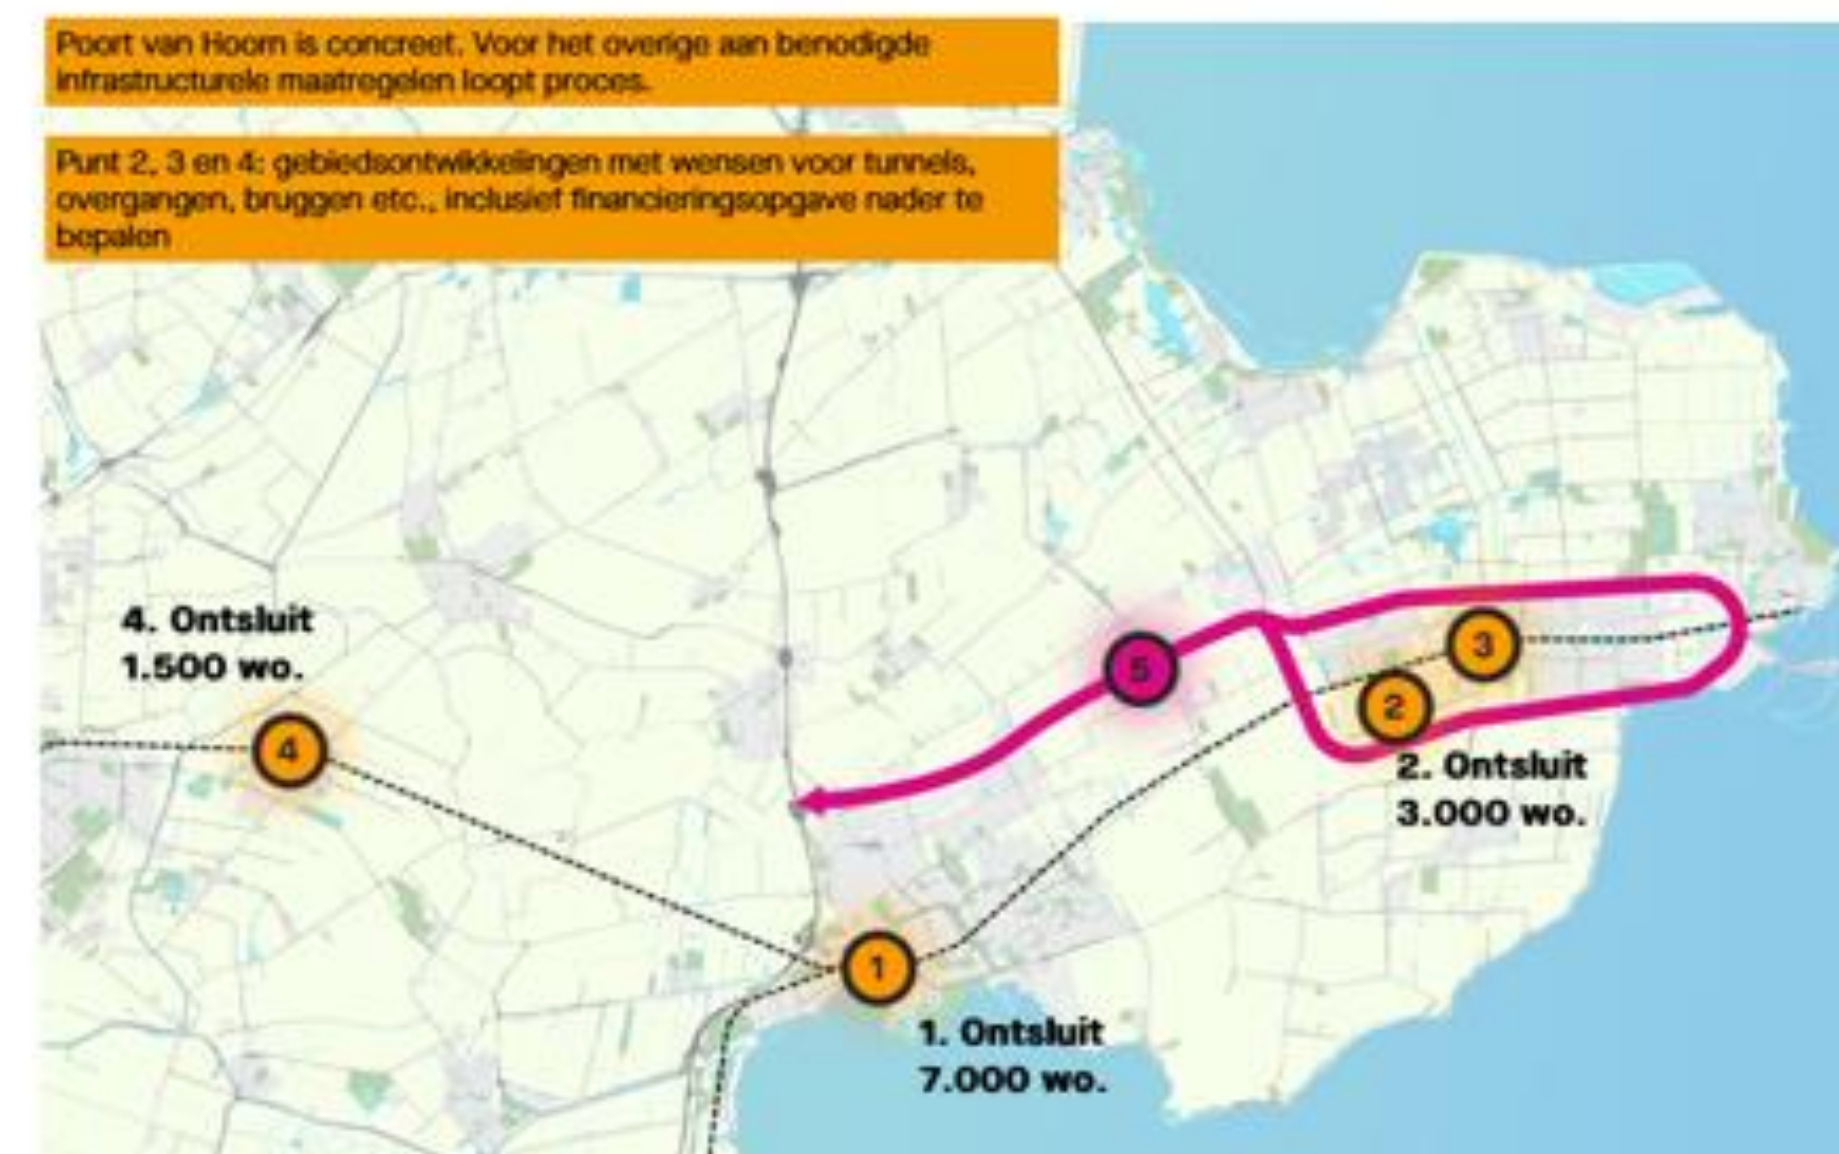 Poort van Hoorn is concreet. Voor het overige aan benodigde
infrastructurele maatregelen loopt proces.
Punt 2, 3 en 4: gebiedsontwikkelingen met wensen voor tunnels,
overgangen, bruggen etc., inclusief financieringsopgave nader te
bepalen
4. Ontsluit
1.500 wo.
5
3
2
4
2. Ontsluit
3.000 wo.
1
1. Ontsluit
7.000 wo.